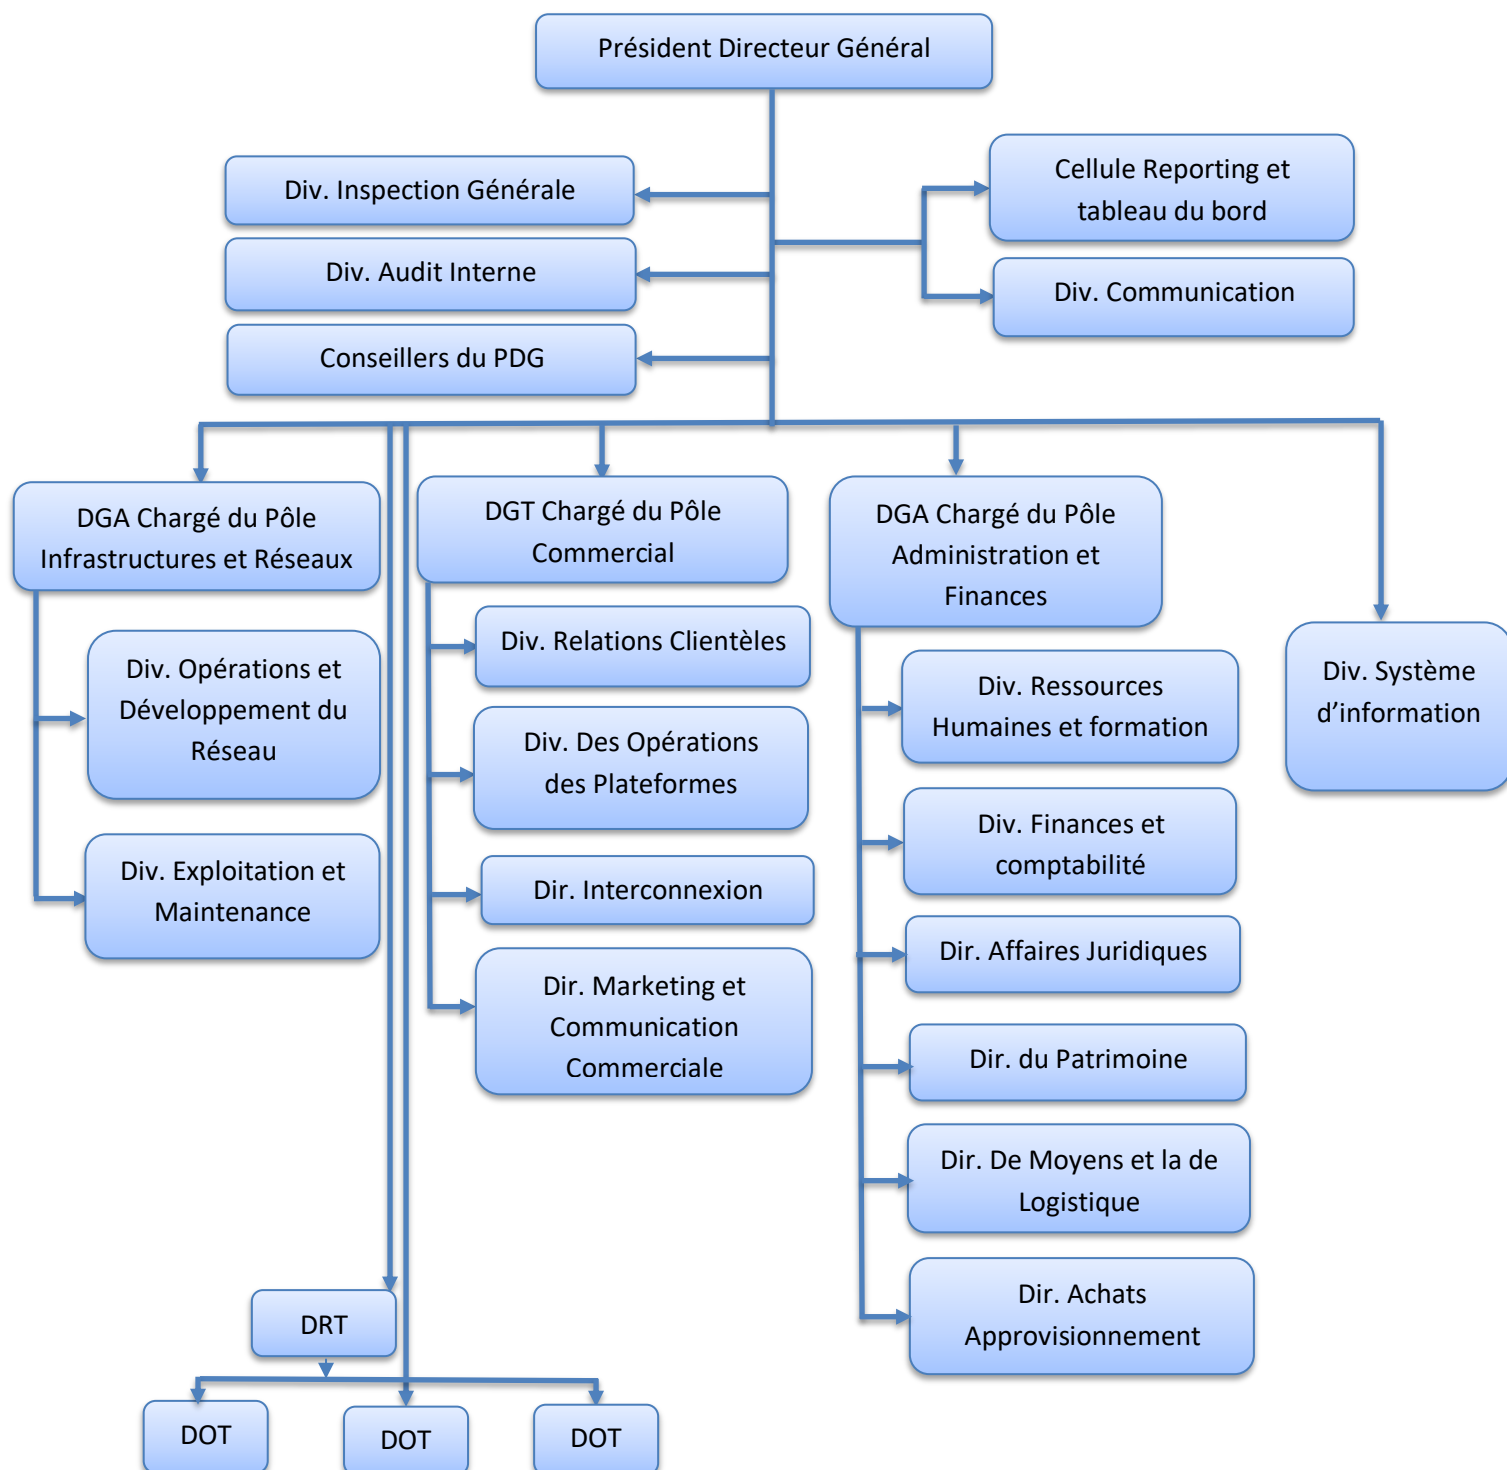 Président Directeur Général
Div. Inspection Générale
Div. Audit Interne
Conseillers du PDG
Cellule Reporting et
tableau du bord
Div. Communication
DGA Chargé du Pôle
Infrastructures et Réseaux
Div. Opérations et
Développement du
Réseau
Div. Exploitation et
Maintenance
DGT Chargé du Pôle
Commercial
Div. Relations Clientèles
Div. Des Opérations
des Plateformes
Dir. Interconnexion
Dir. Marketing et
Communication
Commerciale
DGA Chargé du Pôle
Administration et
Finances
Div. Ressources
Humaines et formation
Div. Finances et
comptabilité
Dir. Affaires Juridiques
Dir. du Patrimoine
Dir. De Moyens et la de
Logistique
Dir. Achats
Approvisionnement
Div. Système
d’information
DRT
DOT
DOT
DOT